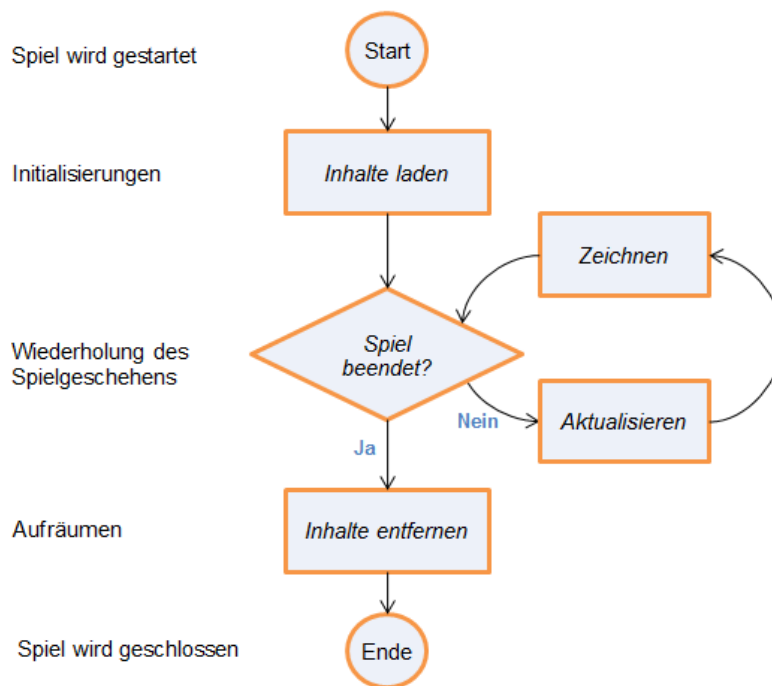 Spiel wird gestartet
Start
Initialisierungen
Inhalte laden
Zeichnen
Wiederholung des
Spielgeschehens
Spiel
beendet?
Nein
Aktualisieren
Ja
Aufräumen
Inhalte entfernen
Spiel wird geschlossen
Ende